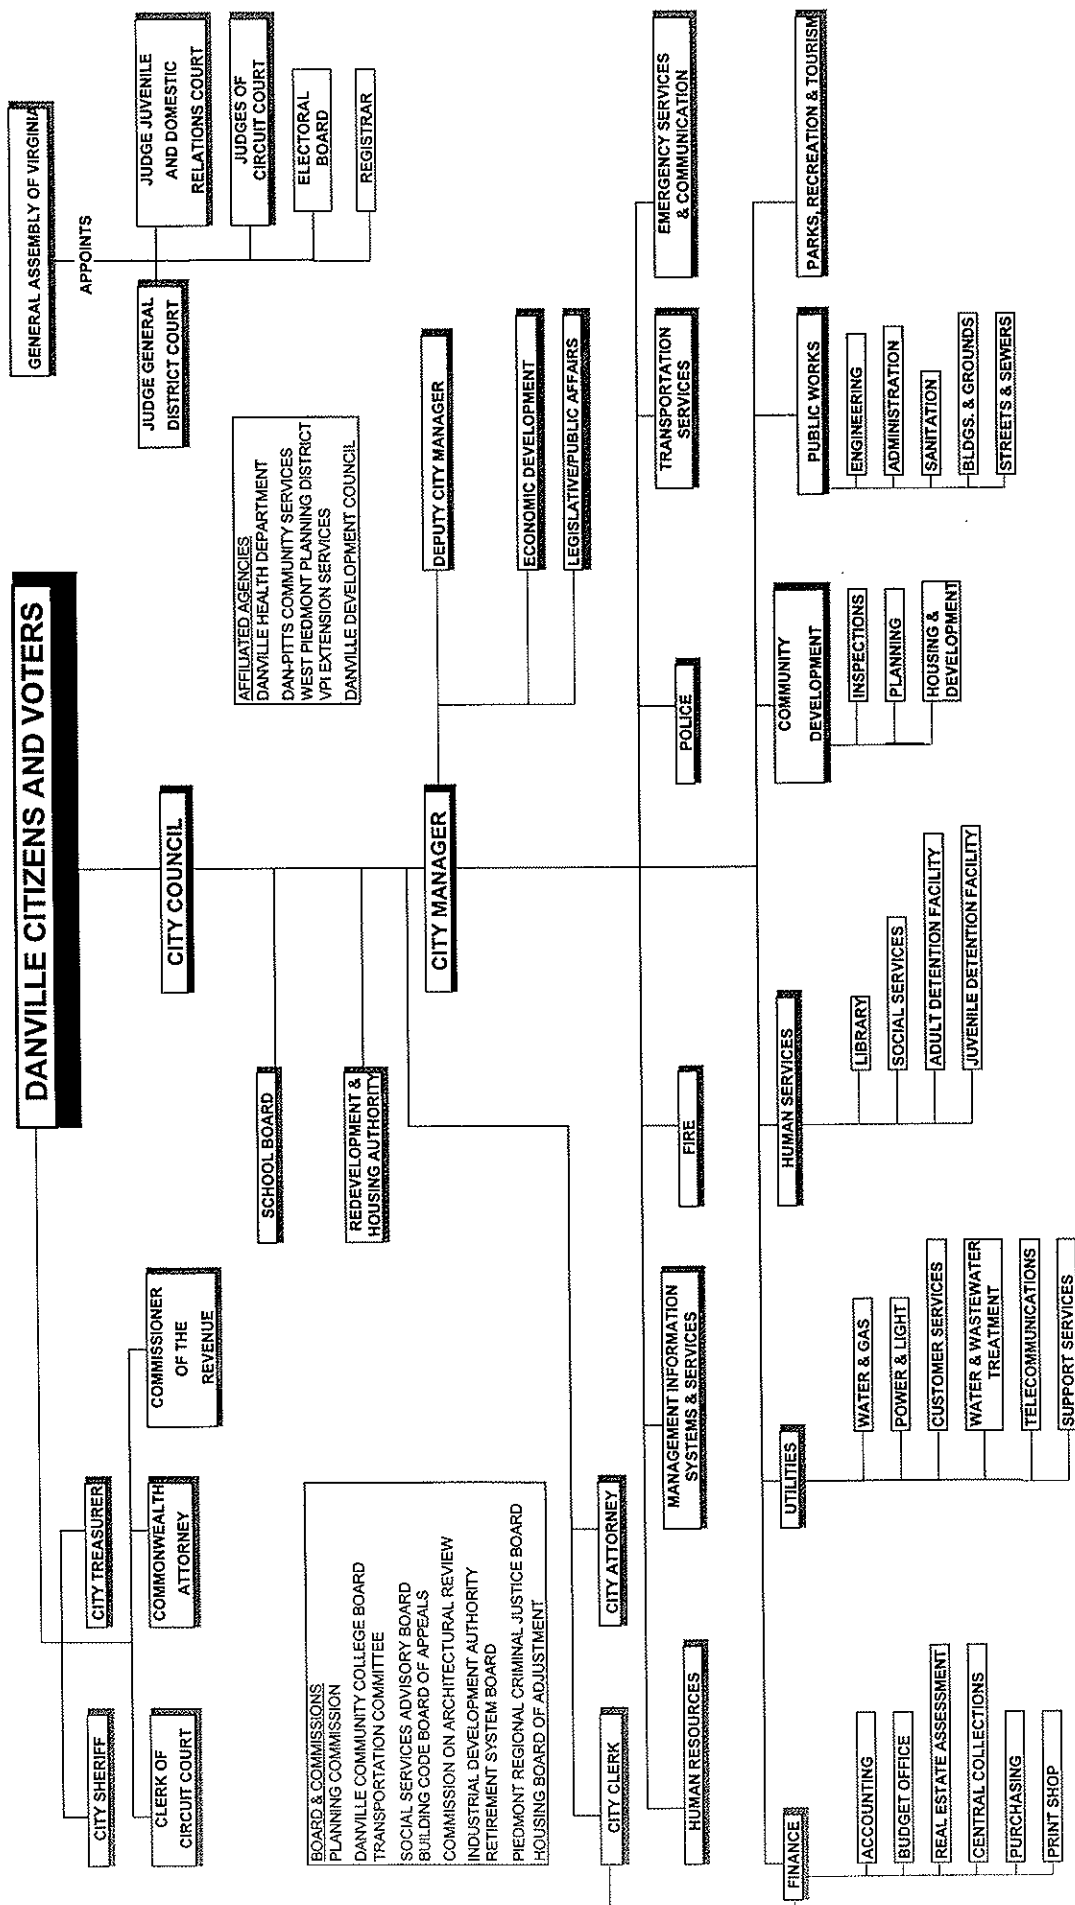 DANVILLE CITIZENS AND VOTERS
GENERAL ASSEMBLY OF VIRGINIA
APPOINTS
JUDGE GENERAL
DISTRICT COURT
JUDGE JUVENILE
AND DOMESTIC
RELATIONS COURT
JUDGES OF
CIRCUIT COURT
ELECTORAL
BOARD
REGISTRAR
CITY SHERIFF
CITY TREASURER
CLERK OF
CIRCUIT COURT
COMMONWEALTH
ATTORNEY
COMMISSIONER
OF THE
REVENUE
CITY COUNCIL
SCHOOL BOARD
REDEVELOPMENT &
HOUSING AUTHORITY
AFFILIATED AGENCIES
DANVILLE HEALTH DEPARTMENT
DAN-PITTS COMMUNITY SERVICES
WEST PIEDMONT PLANNING DISTRICT
VPI EXTENSION SERVICES
DANVILLE DEVELOPMENT COUNCIL
BOARD & COMMISSIONS
PLANNING COMMISSION
DANVILLE COMMUNITY COLLEGE BOARD
TRANSPORTATION COMMITTEE
SOCIAL SERVICES ADVISORY BOARD
BUILDING CODE BOARD OF APPEALS
COMMISSION ON ARCHITECTURAL REVIEW
INDUSTRIAL DEVELOPMENT AUTHORITY
RETIREMENT SYSTEM BOARD
PIEDMONT REGIONAL CRIMINAL JUSTICE BOARD
HOUSING BOARD OF ADJUSTMENT
CITY MANAGER
DEPUTY CITY MANAGER
ECONOMIC DEVELOPMENT
LEGISLATIVE/PUBLIC AFFAIRS
CITY CLERK
CITY ATTORNEY
HUMAN RESOURCES
MANAGEMENT INFORMATION
SYSTEMS & SERVICES
FIRE
POLICE
TRANSPORTATION
SERVICES
EMERGENCY SERVICES
& COMMUNICATION
FINANCE
ACCOUNTING
BUDGET OFFICE
REAL ESTATE ASSESSMENT
CENTRAL COLLECTIONS
PURCHASING
PRINT SHOP
UTILITIES
WATER & GAS
POWER & LIGHT
CUSTOMER SERVICES
WATER & WASTEWATER
TREATMENT
TELECOMMUNICATIONS
SUPPORT SERVICES
HUMAN SERVICES
LIBRARY
SOCIAL SERVICES
ADULT DETENTION FACILITY
JUVENILE DETENTION FACILITY
COMMUNITY
DEVELOPMENT
INSPECTIONS
PLANNING
HOUSING &
DEVELOPMENT
PUBLIC WORKS
ENGINEERING
ADMINISTRATION
SANITATION
BLDGS. & GROUNDS
STREETS & SEWERS
PARKS, RECREATION & TOURISM